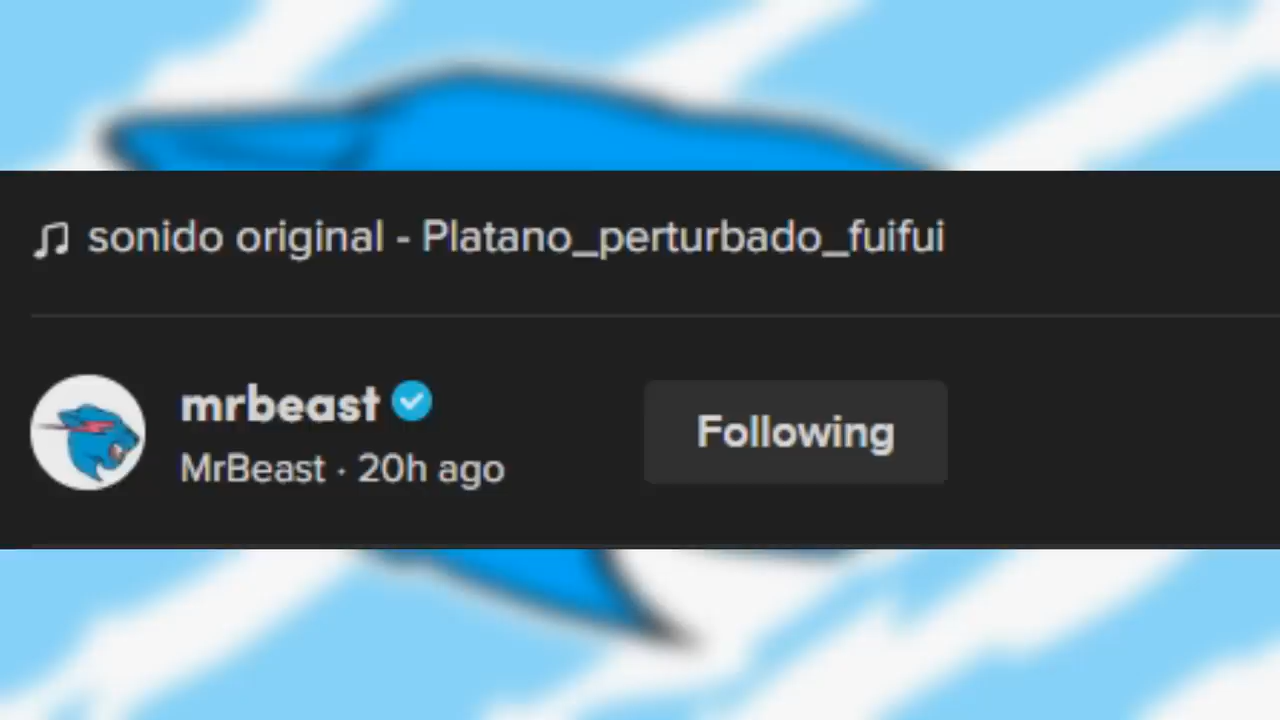 sonido original - Platano_perturbado_fuifui
mrbeast
MrBeast · 20h ago
Following